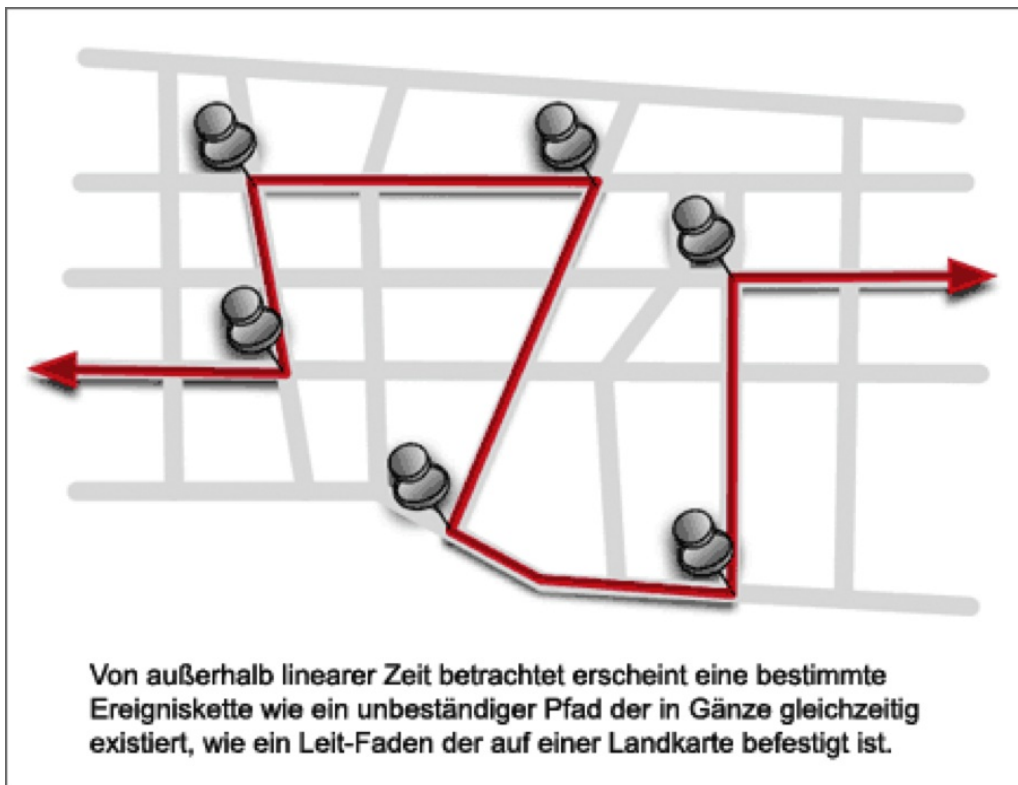 Von außerhalb linearer Zeit betrachtet erscheint eine bestimmte
Ereigniskette wie ein unbeständiger Pfad der in Gänze gleichzeitig
existiert, wie ein Leit-Faden der auf einer Landkarte befestigt ist.